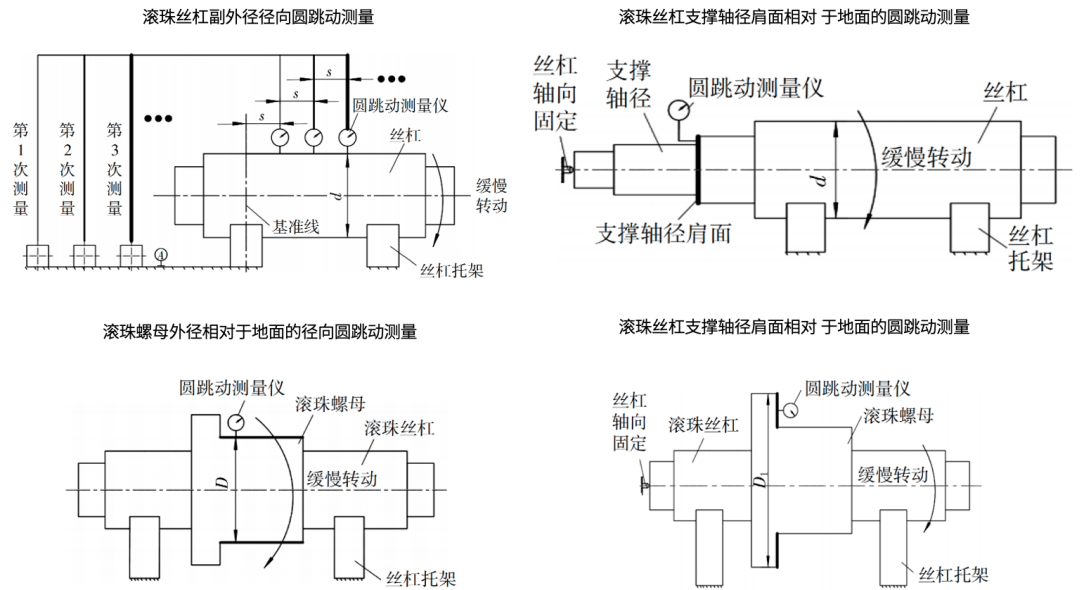 滚珠丝杠副外径径向圆跳动测量
s
s
s
圆跳动测量仪
第1次测量
第2次测量
第3次测量
丝杠
d
缓慢
转动
基准线
A
丝杠托架
滚珠丝杠支撑轴径肩面相对 于地面的圆跳动测量
丝杠
轴向
固定
支撑
轴径
圆跳动测量仪
丝杠
缓慢转动
d
支撑轴径肩面
丝杠
托架
滚珠螺母外径相对于地面的径向圆跳动测量
圆跳动测量仪
滚珠螺母
滚珠丝杠
缓慢转动
D
丝杠托架
滚珠丝杠支撑轴径肩面相对 于地面的圆跳动测量
圆跳动测量仪
丝杠
轴向
固定
滚珠丝杠
滚珠螺母
缓慢转动
D₁
丝杠托架